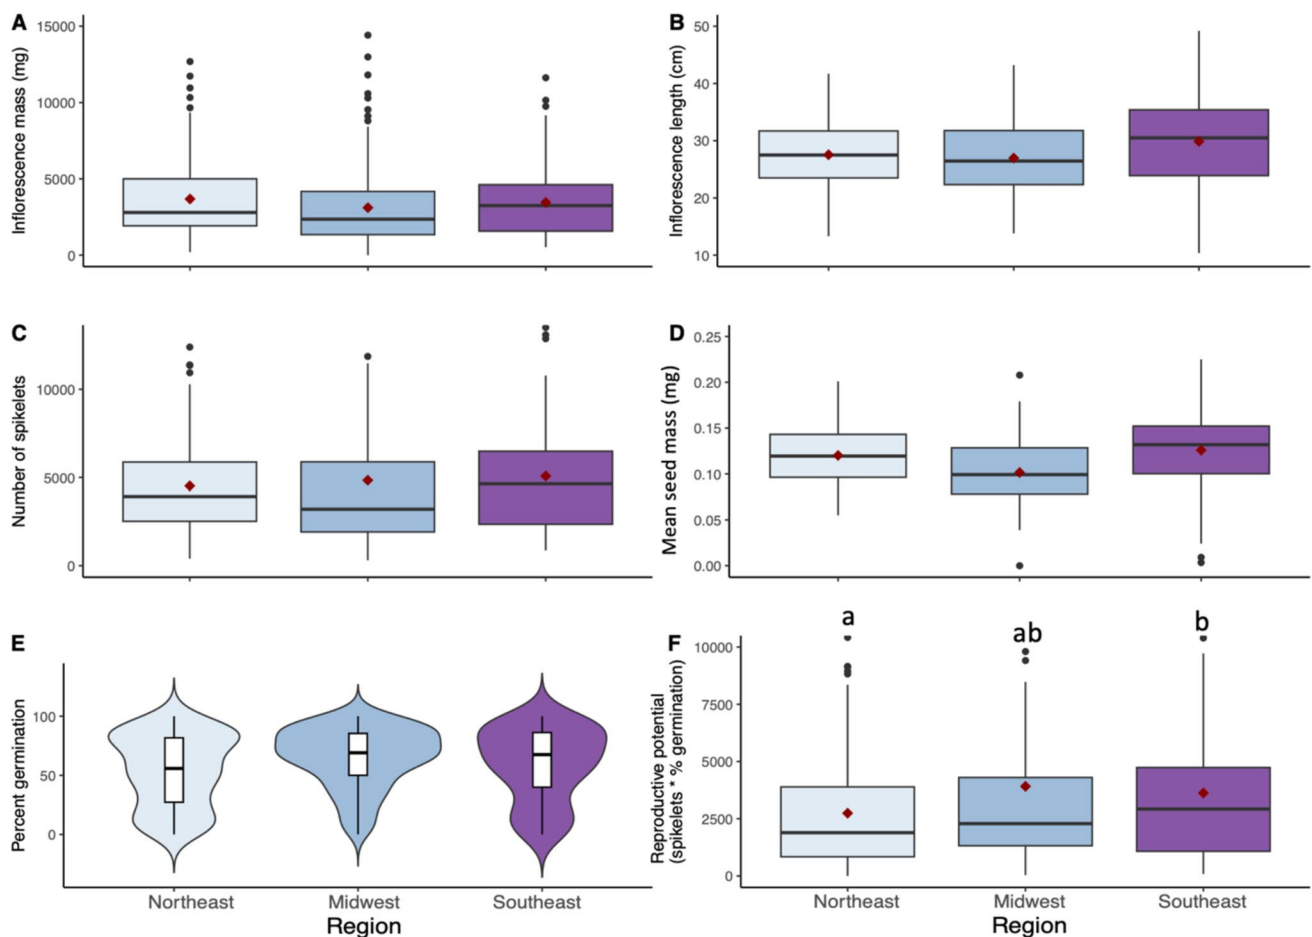 A
Inflorescence mass (mg)
15000
10000
5000
0
B
Inflorescence length (cm)
50
40
30
20
10
C
Number of spikelets
10000
5000
0
D
Mean seed mass (mg)
0.25
0.20
0.15
0.10
0.05
0.00
E
Percent germination
100
50
0
Northeast
Midwest
Southeast
Region
F
Reproductive potential
(spikelets * % germination)
10000
7500
5000
2500
0
a
ab
b
Northeast
Midwest
Southeast
Region